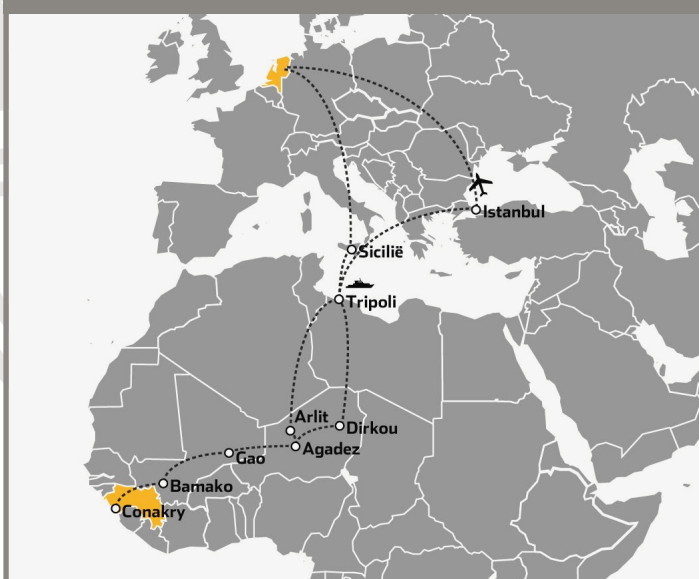 Istanbul
Sicilië
Tripoli
Arlit
Dirkou
Agadez
Gao
Bamako
Conakry